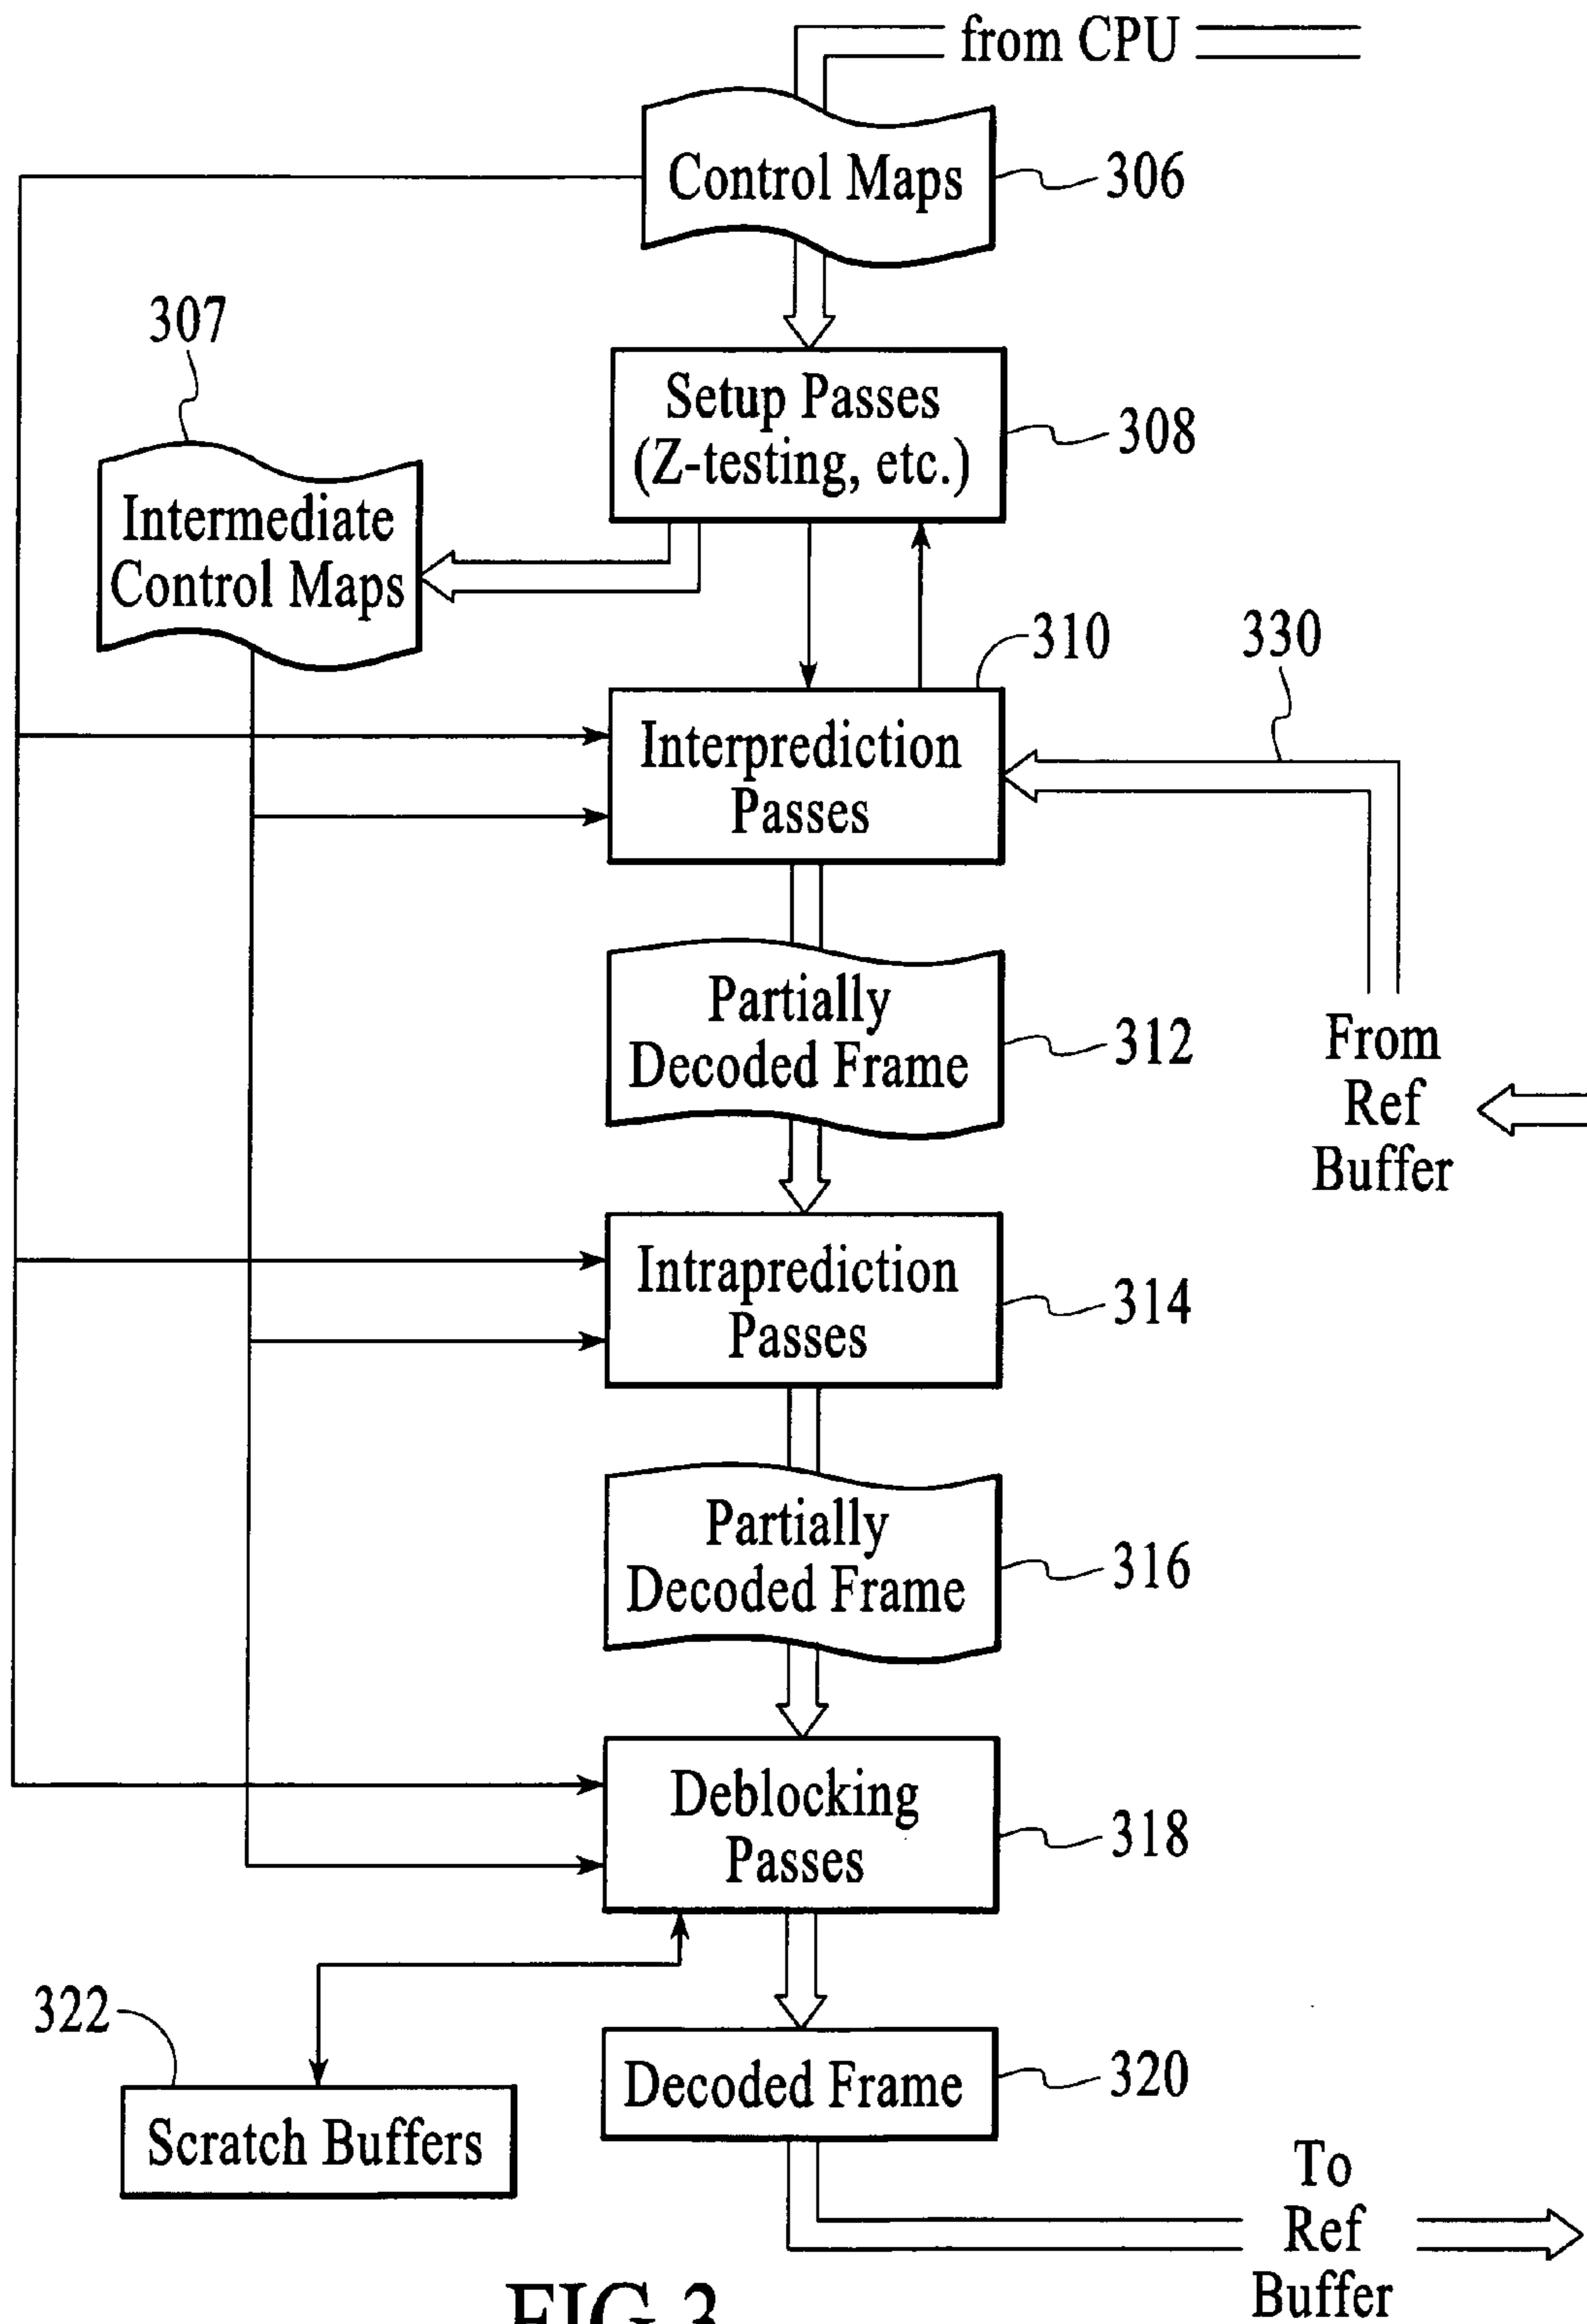 from CPU
Control Maps
306
307
Setup Passes
(Z-testing, etc.)
308
Intermediate
Control Maps
310
330
Interprediction
Passes
Partially
Decoded Frame
312
From
Ref
Buffer
Intraprediction
Passes
314
Partially
Decoded Frame
316
Deblocking
Passes
318
322
Decoded Frame
320
Scratch Buffers
To
Ref
Buffer
FIG.3